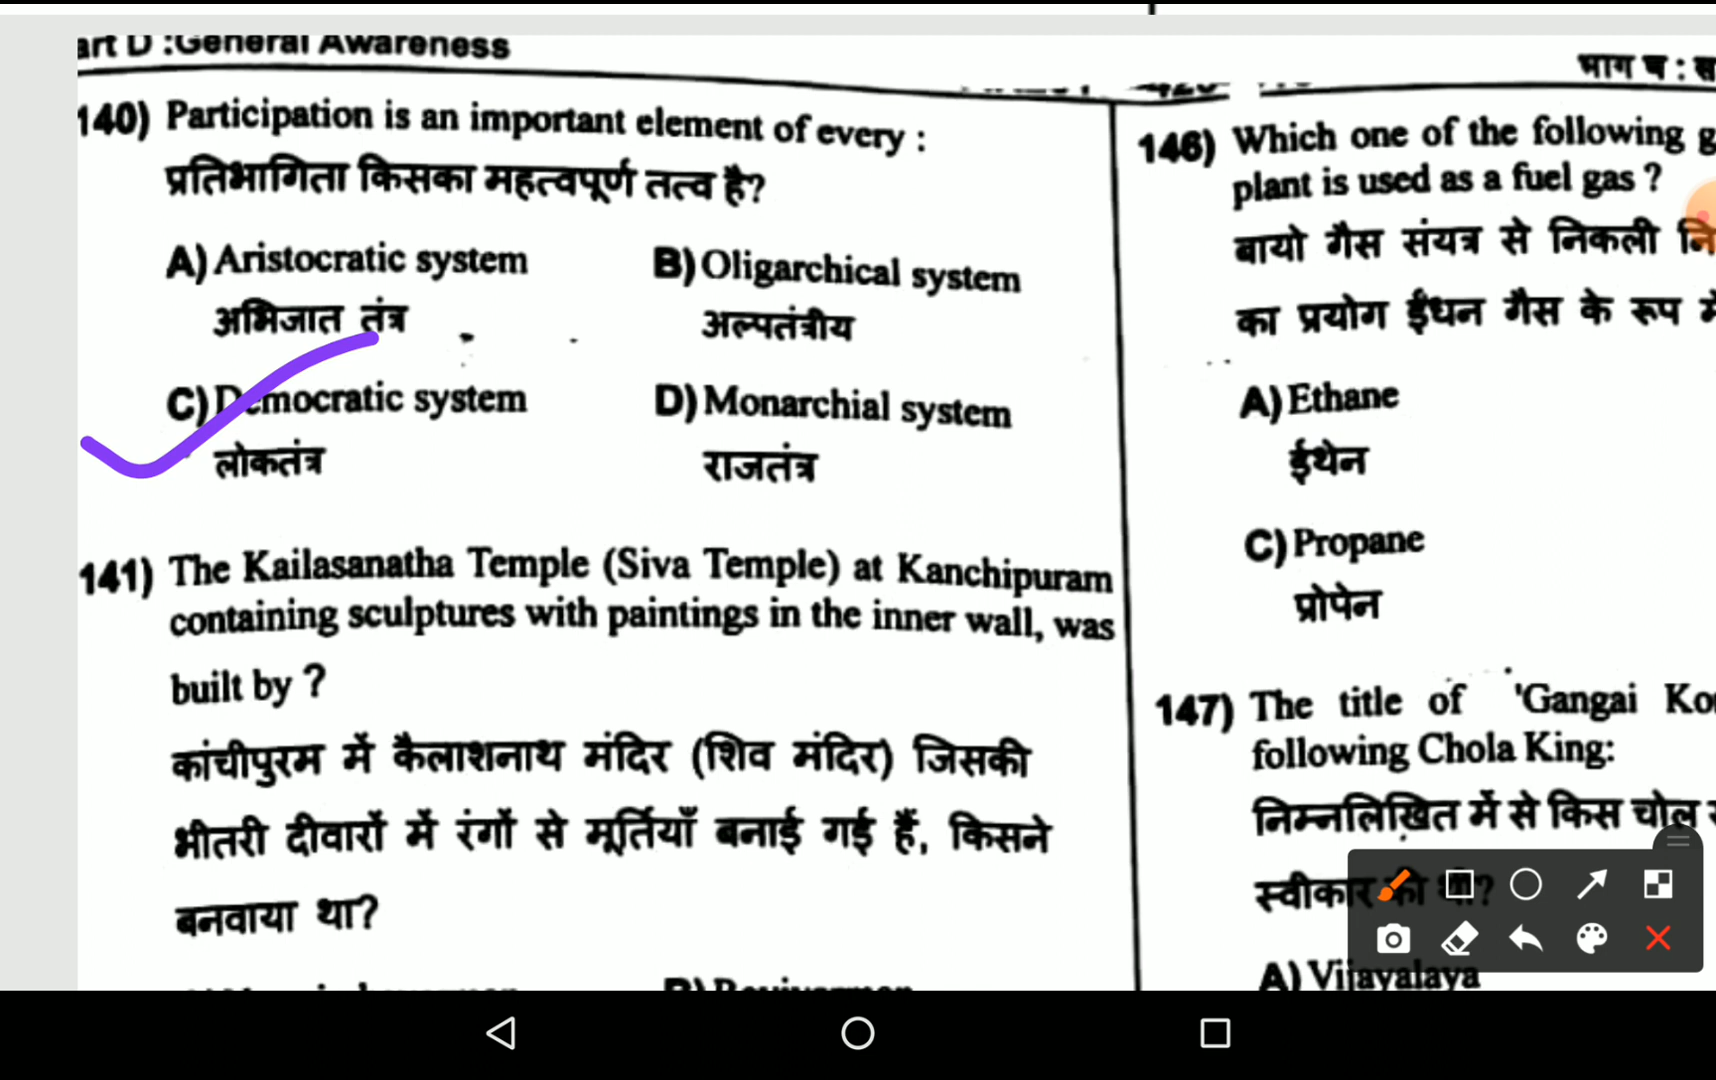 art D :General Awareness
140) Participation is an important element of every :
प्रतिभागिता किसका महत्वपूर्ण तत्व है?
A) Aristocratic system
अभिजात तंत्र
B) Oligarchical system
अल्पतंत्रीय
C) Democratic system
लोकतंत्र
D) Monarchial system
राजतंत्र
141) The Kailasanatha Temple (Siva Temple) at Kanchipuram
containing sculptures with paintings in the inner wall, was
built by ?
कांचीपुरम में कैलाशनाथ मंदिर (शिव मंदिर) जिसकी
भीतरी दीवारों में रंगों से मूर्तियाँ बनाई गई हैं, किसने
बनवाया था?
भाग घ : स
146) Which one of the following g
plant is used as a fuel gas ?
बायो गैस संयत्र से निकली नि
का प्रयोग ईंधन गैस के रूप में
A) Ethane
ईथेन
C) Propane
प्रोपेन
147) The title of 'Gangai Ko
following Chola King:
निम्नलिखित में से किस चोल
स्वीकार की थी?
A) Vijayalaya